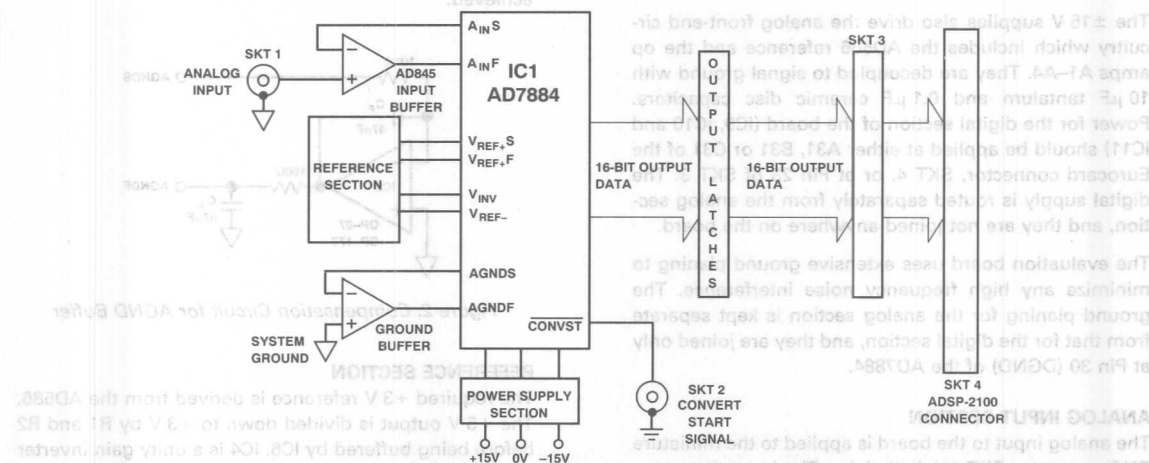 SKT 1
ANALOG
INPUT
AD845
INPUT
BUFFER
AINS
AINF
IC1
AD7884
REFERENCE
SECTION
VREF+S
VREF+F
VINV
VREF–
AGNDS
AGNDF
SYSTEM
GROUND
GROUND
BUFFER
CONVST
POWER SUPPLY
SECTION
+15V 0V –15V
SKT 2
CONVERT
START
SIGNAL
16-BIT OUTPUT
DATA
OUTPUT LATCHES
16-BIT OUTPUT
DATA
SKT 3
SKT 4
ADSP-2100
CONNECTOR
The ±15 V supplies also drive the analog front-end cir-
cuitry which includes the reference and the op
amps A1–A4. They are decoupled to signal ground with
10 µF tantalum and 0.1 µF ceramic disc capacitors.
Power for the digital section of the board (IC9, IC10 and
IC11) should be applied at either A31, B31 or of the
Eurocard connector, SKT 4, or at Pin SKT The
digital supply is routed separately from the analog sec-
tion, and they are not joined anywhere on the board.
The evaluation board uses extensive ground planing to
minimize any high frequency noise interference. The
ground planing for the analog section is kept separate
from that for the digital section, and they are joined only
at Pin 30 (DGND) of the AD7884.
ANALOG INPUT SECTION
The analog input to the board is applied to the miniature
achieved.
AGNDS
AGNDF
Figure 2. Compensation Circuit for AGND Buffer
REFERENCE SECTION
The required +3 V reference is derived from the AD586.
The +5 V output is divided down to +3 V by R1 and R2
before being buffered by IC6. IC4 is a unity gain inverter